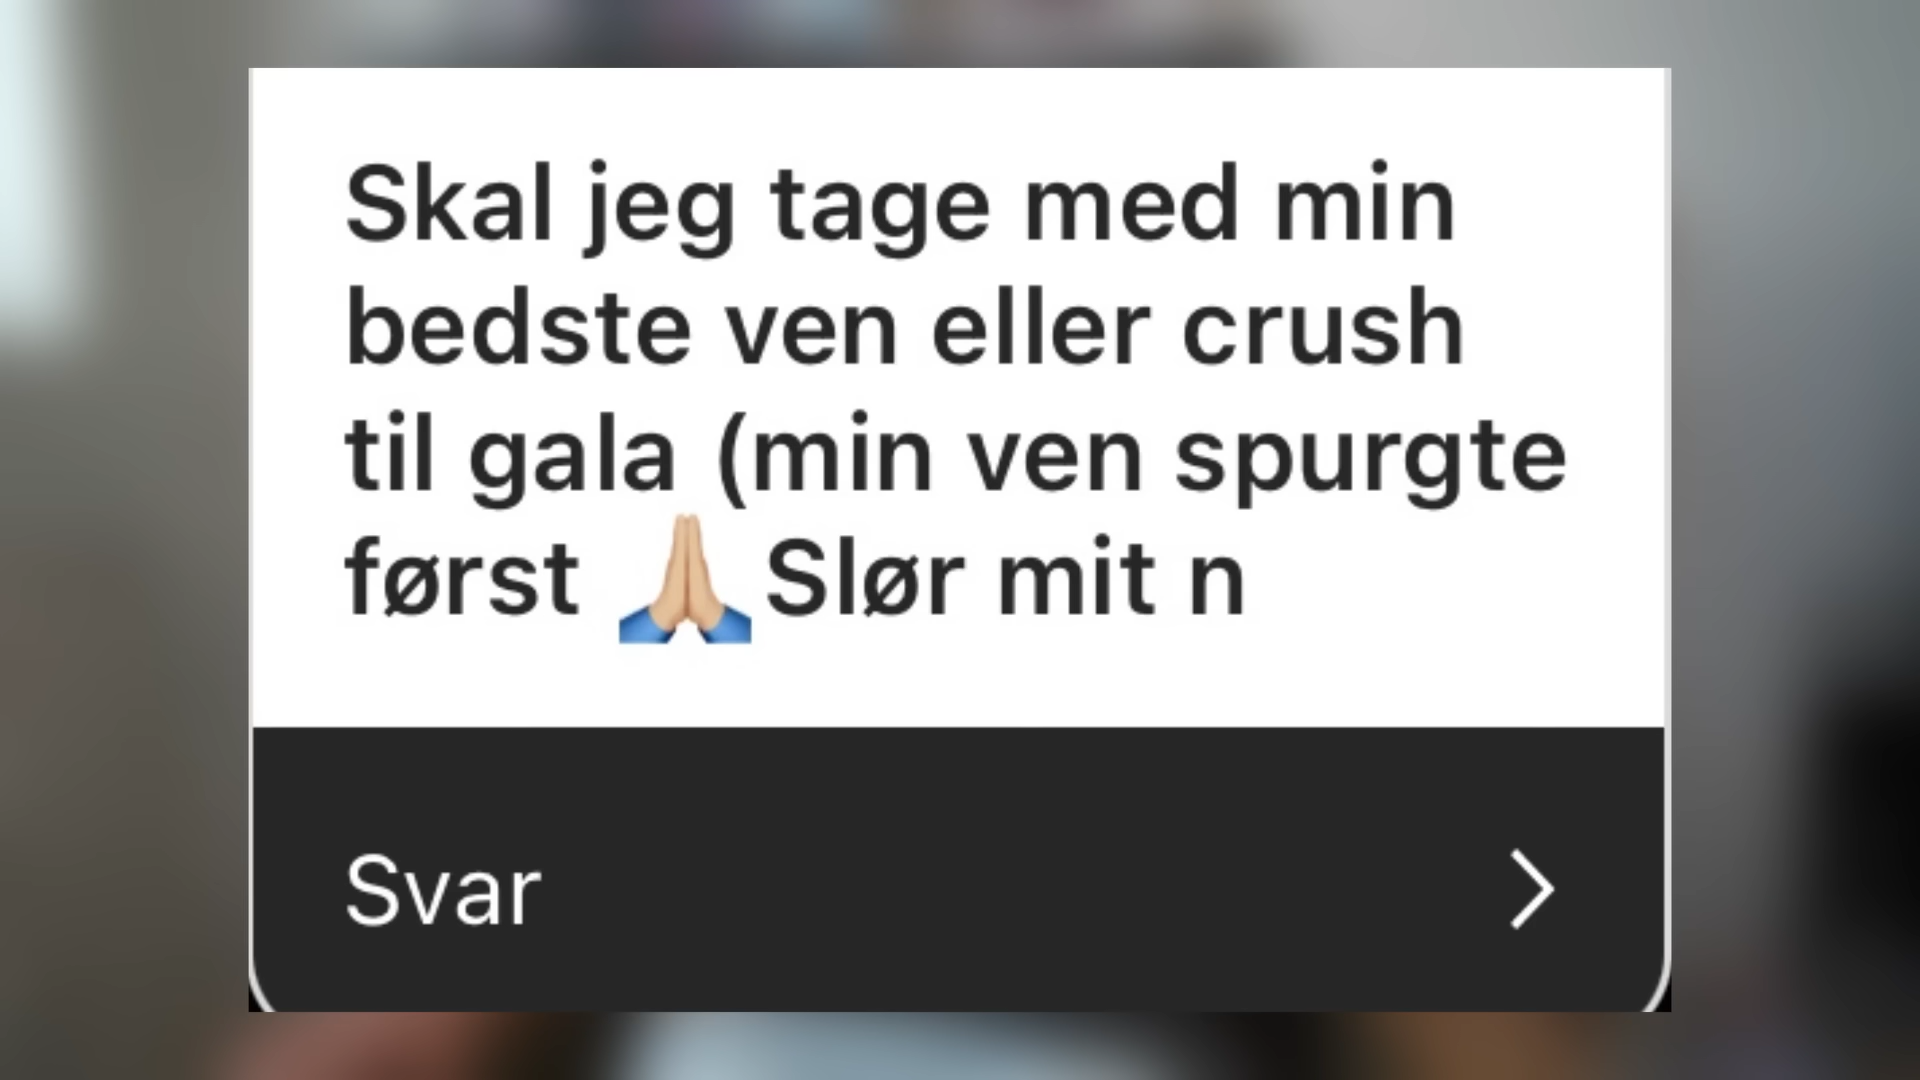 Skal jeg tage med min
bedste ven eller crush
til gala (min ven spurgte
først 🙏🏼Slør mit n
Svar